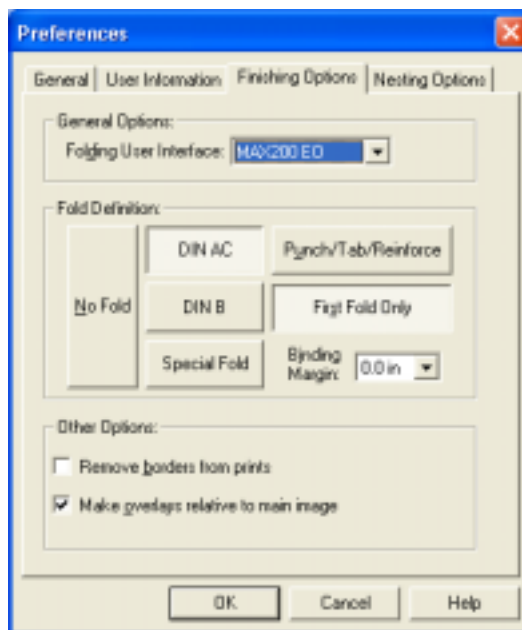 Preferences
General User Information Finishing Options Nesting Options
General Options:
Folding User Interface: MAX200 EO
Fold Definition:
No Fold
DIN AC
Punch/Tab/Reinforce
DIN B
First Fold Only
Special Fold
Binding Margin: 0.0 in
Other Options:
Remove borders from prints
Make overlaps relative to main image
OK Cancel Help